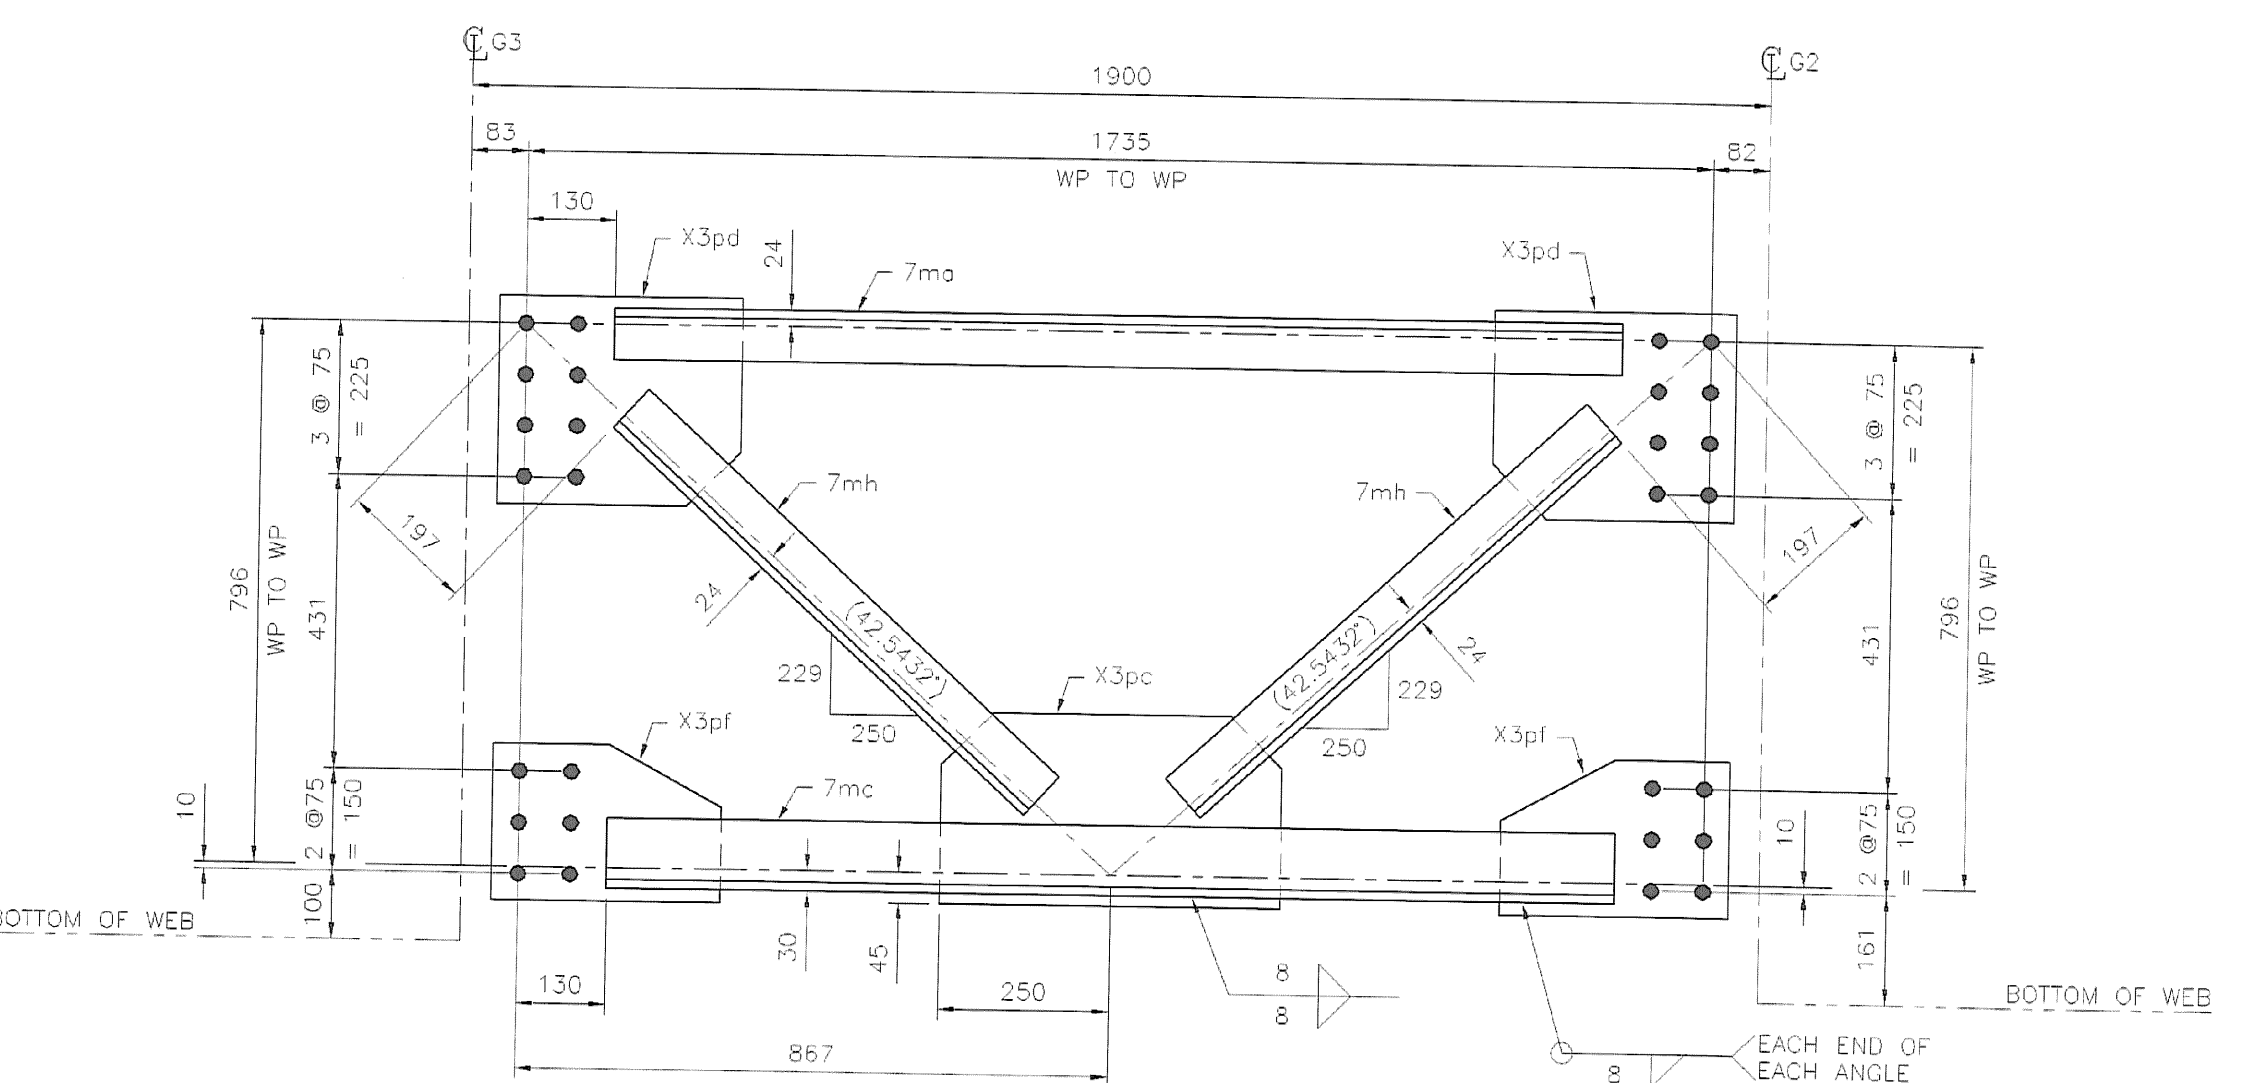 ℄ G3
℄ G2
1900
83
1735
82
WP TO WP
130
X3pd
24
7ma
X3pd
3 @ 75
= 225
3 @ 75
= 225
197
7mh
7mh
197
796
WP TO WP
431
24
(42.5432°)
229
250
X3pc
(42.5432°)
24
229
250
431
796
WP TO WP
X3pf
X3pf
10
2 @75
= 150
7mc
10
2 @75
= 150
100
BOTTOM OF WEB
30
45
161
130
250
8
8
BOTTOM OF WEB
867
8
EACH END OF
EACH ANGLE